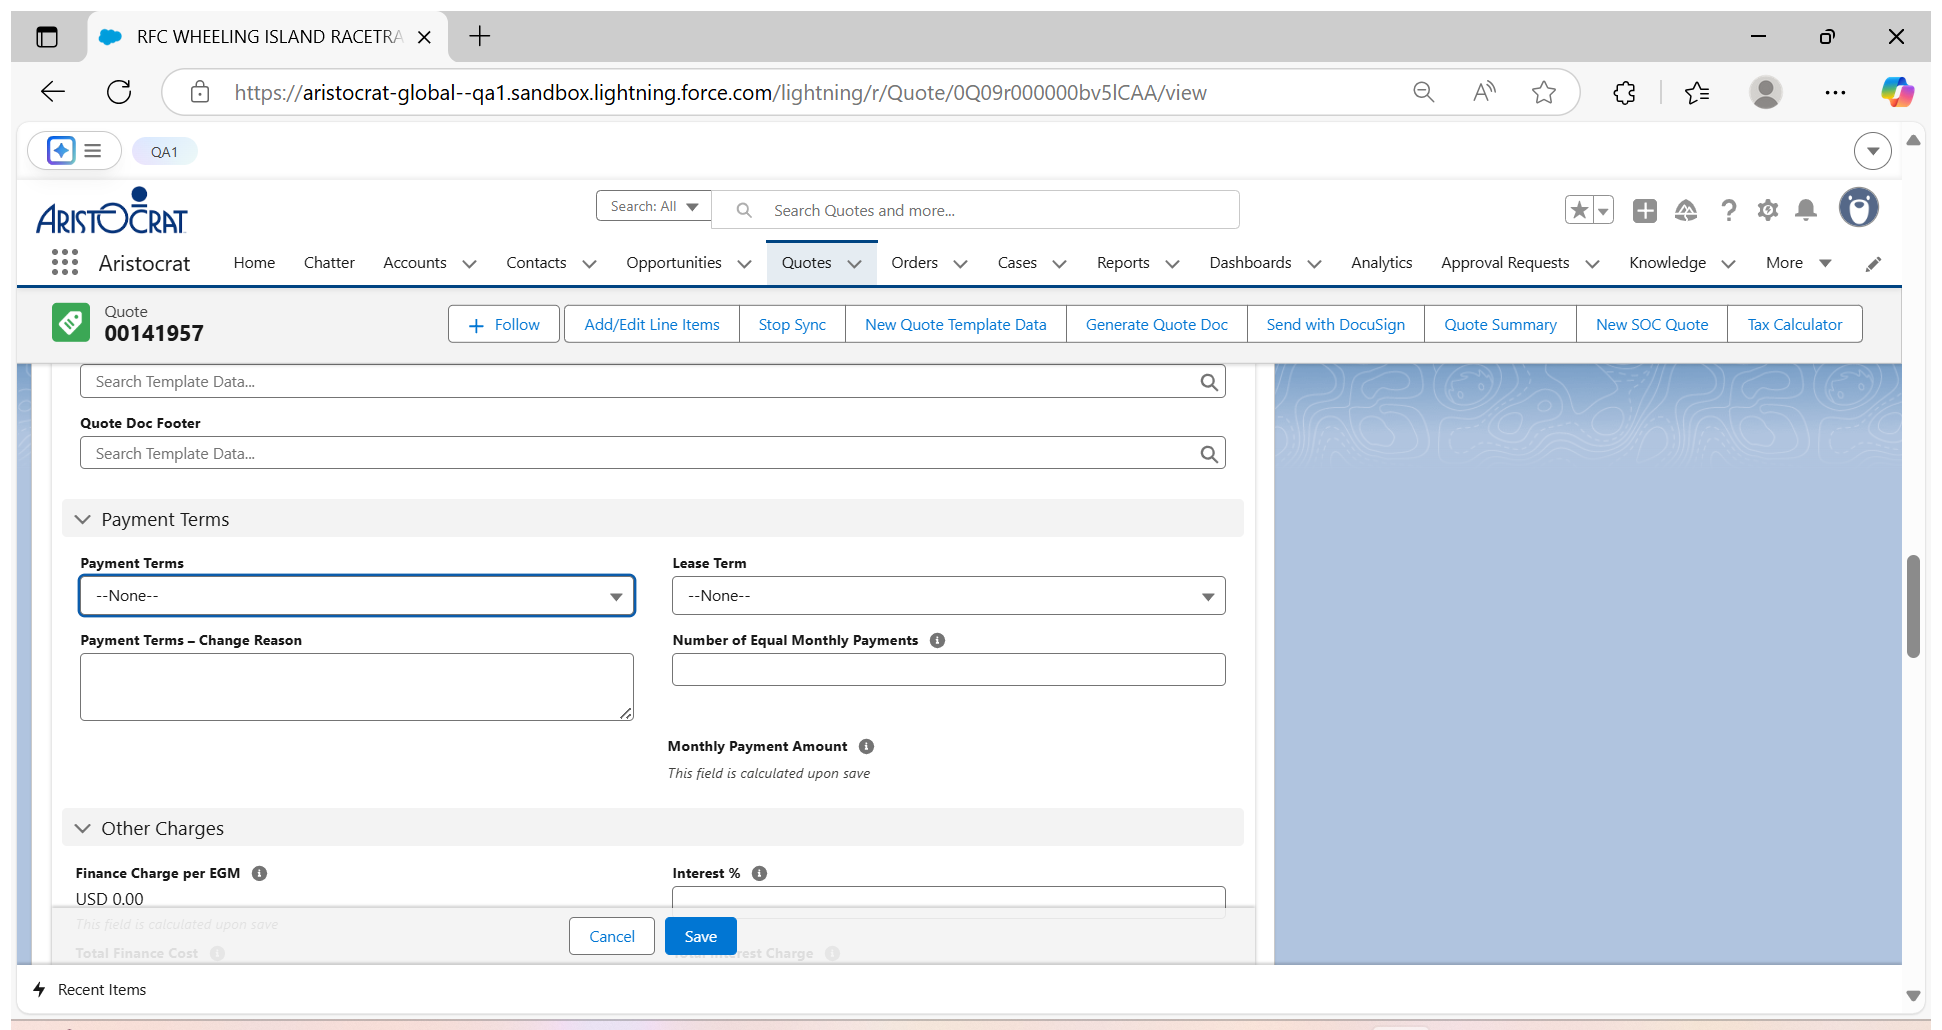 RFC WHEELING ISLAND RACETRA
https://aristocrat-global--qa1.sandbox.lightning.force.com/lightning/r/Quote/0Q09r000000bv5lCAA/view
QA1
ARISTOCRAT
Search: All
Search Quotes and more...
Aristocrat Home Chatter Accounts Contacts Opportunities Quotes Orders Cases Reports Dashboards Analytics Approval Requests Knowledge More
Quote
00141957
Follow Add/Edit Line Items Stop Sync New Quote Template Data Generate Quote Doc Send with DocuSign Quote Summary New SOC Quote Tax Calculator
Search Template Data...
Quote Doc Footer
Search Template Data...
Payment Terms
Payment Terms Lease Term
--None-- --None--
Payment Terms – Change Reason Number of Equal Monthly Payments
Monthly Payment Amount
This field is calculated upon save
Other Charges
Finance Charge per EGM Interest %
USD 0.00
This field is calculated upon save
Cancel Save
Total Finance Cost Total Interest Charge
Recent Items